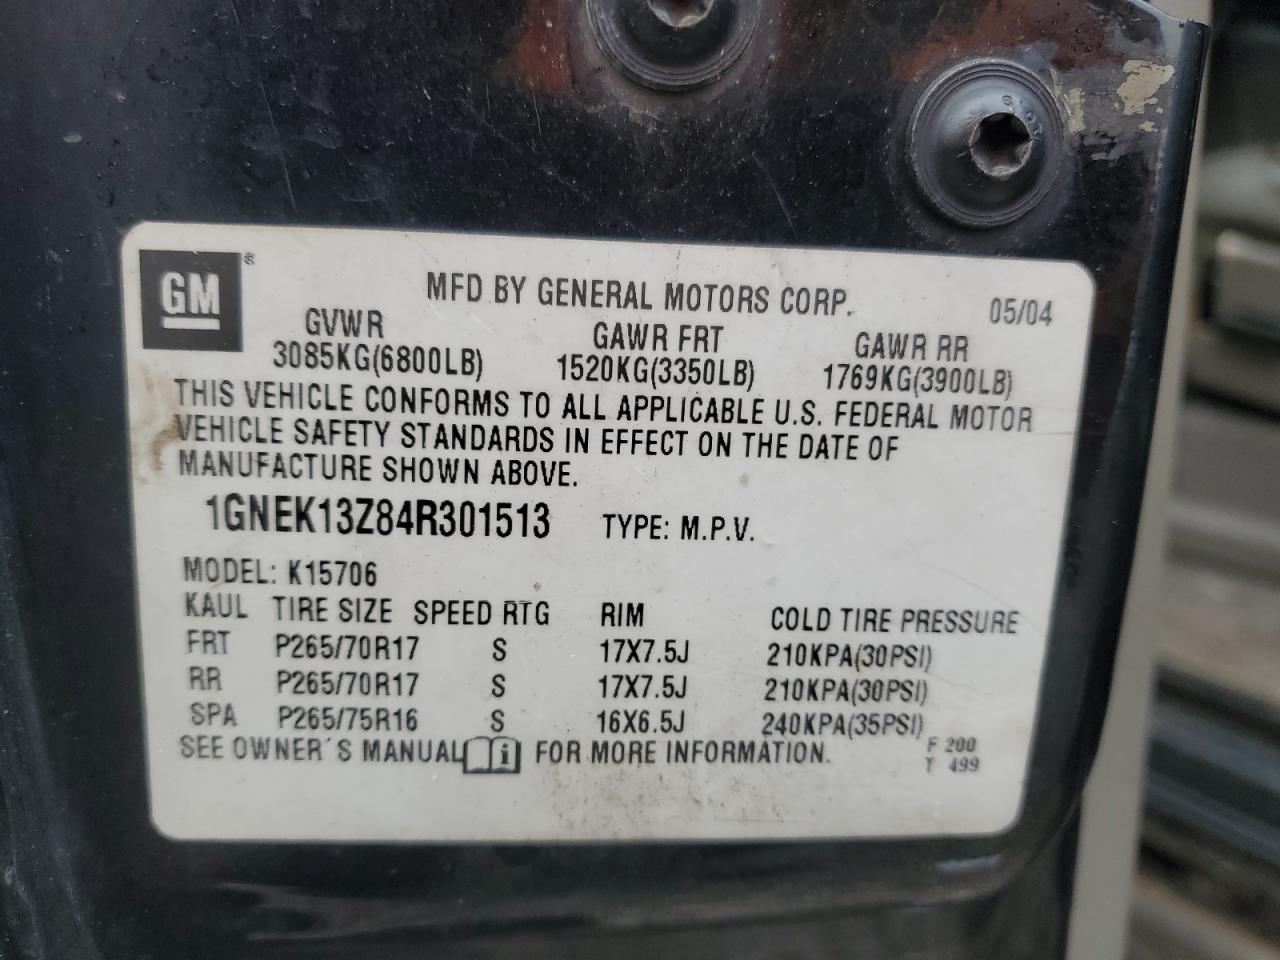 GM®
MFD BY GENERAL MOTORS CORP. 05/04
GVWR GAWR FRT GAWR RR
3085KG(6800LB) 1520KG(3350LB) 1769KG(3900LB)
THIS VEHICLE CONFORMS TO ALL APPLICABLE U.S. FEDERAL MOTOR
VEHICLE SAFETY STANDARDS IN EFFECT ON THE DATE OF
MANUFACTURE SHOWN ABOVE.
1GNEK13Z84R301513 TYPE: M.P.V.
MODEL: K15706
KAUL TIRE SIZE SPEED RTG RIM COLD TIRE PRESSURE
FRT P265/70R17 S 17X7.5J 210KPA(30PSI)
RR P265/70R17 S 17X7.5J 210KPA(30PSI)
SPA P265/75R16 S 16X6.5J 240KPA(35PSI)
SEE OWNER´S MANUAL i FOR MORE INFORMATION.
F 200
T 499